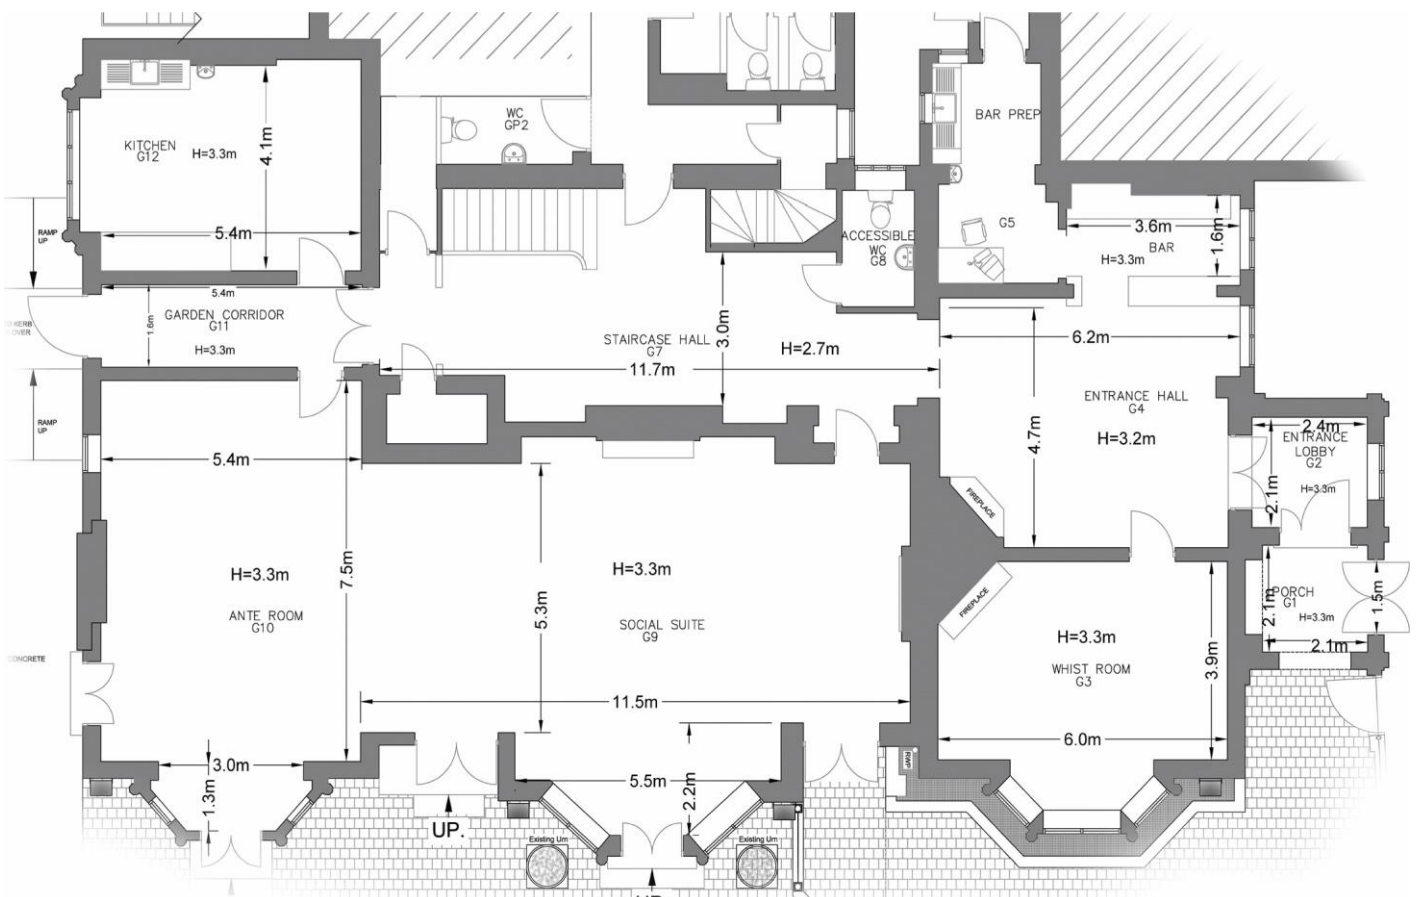 WC
GP2
BAR PREP
KITCHEN
G12
H=3.3m
4.1m
5.4m
RAMP
UP
G5
ACCESSIBLE
WC
G8
3.6m
BAR
1.6m
H=3.3m
5.4m
GARDEN CORRIDOR
G11
1.6m
H=3.3m
KERB
OVER
STAIRCASE HALL
G7
3.0m
H=2.7m
11.7m
6.2m
ENTRANCE HALL
G4
4.7m
H=3.2m
2.4m
ENTRANCE
LOBBY
G2
H=3.3m
2.1m
RAMP
UP
5.4m
7.5m
FIREPLACE
H=3.3m
ANTE ROOM
G10
5.3m
H=3.3m
SOCIAL SUITE
G9
11.5m
FIREPLACE
H=3.3m
WHIST ROOM
G3
3.9m
6.0m
PORCH
G1
2.1m
H=3.3m
1.5m
2.1m
CONCRETE
3.0m
1.3m
5.5m
2.2m
RWP
UP.
Existing Urn
Existing Urn